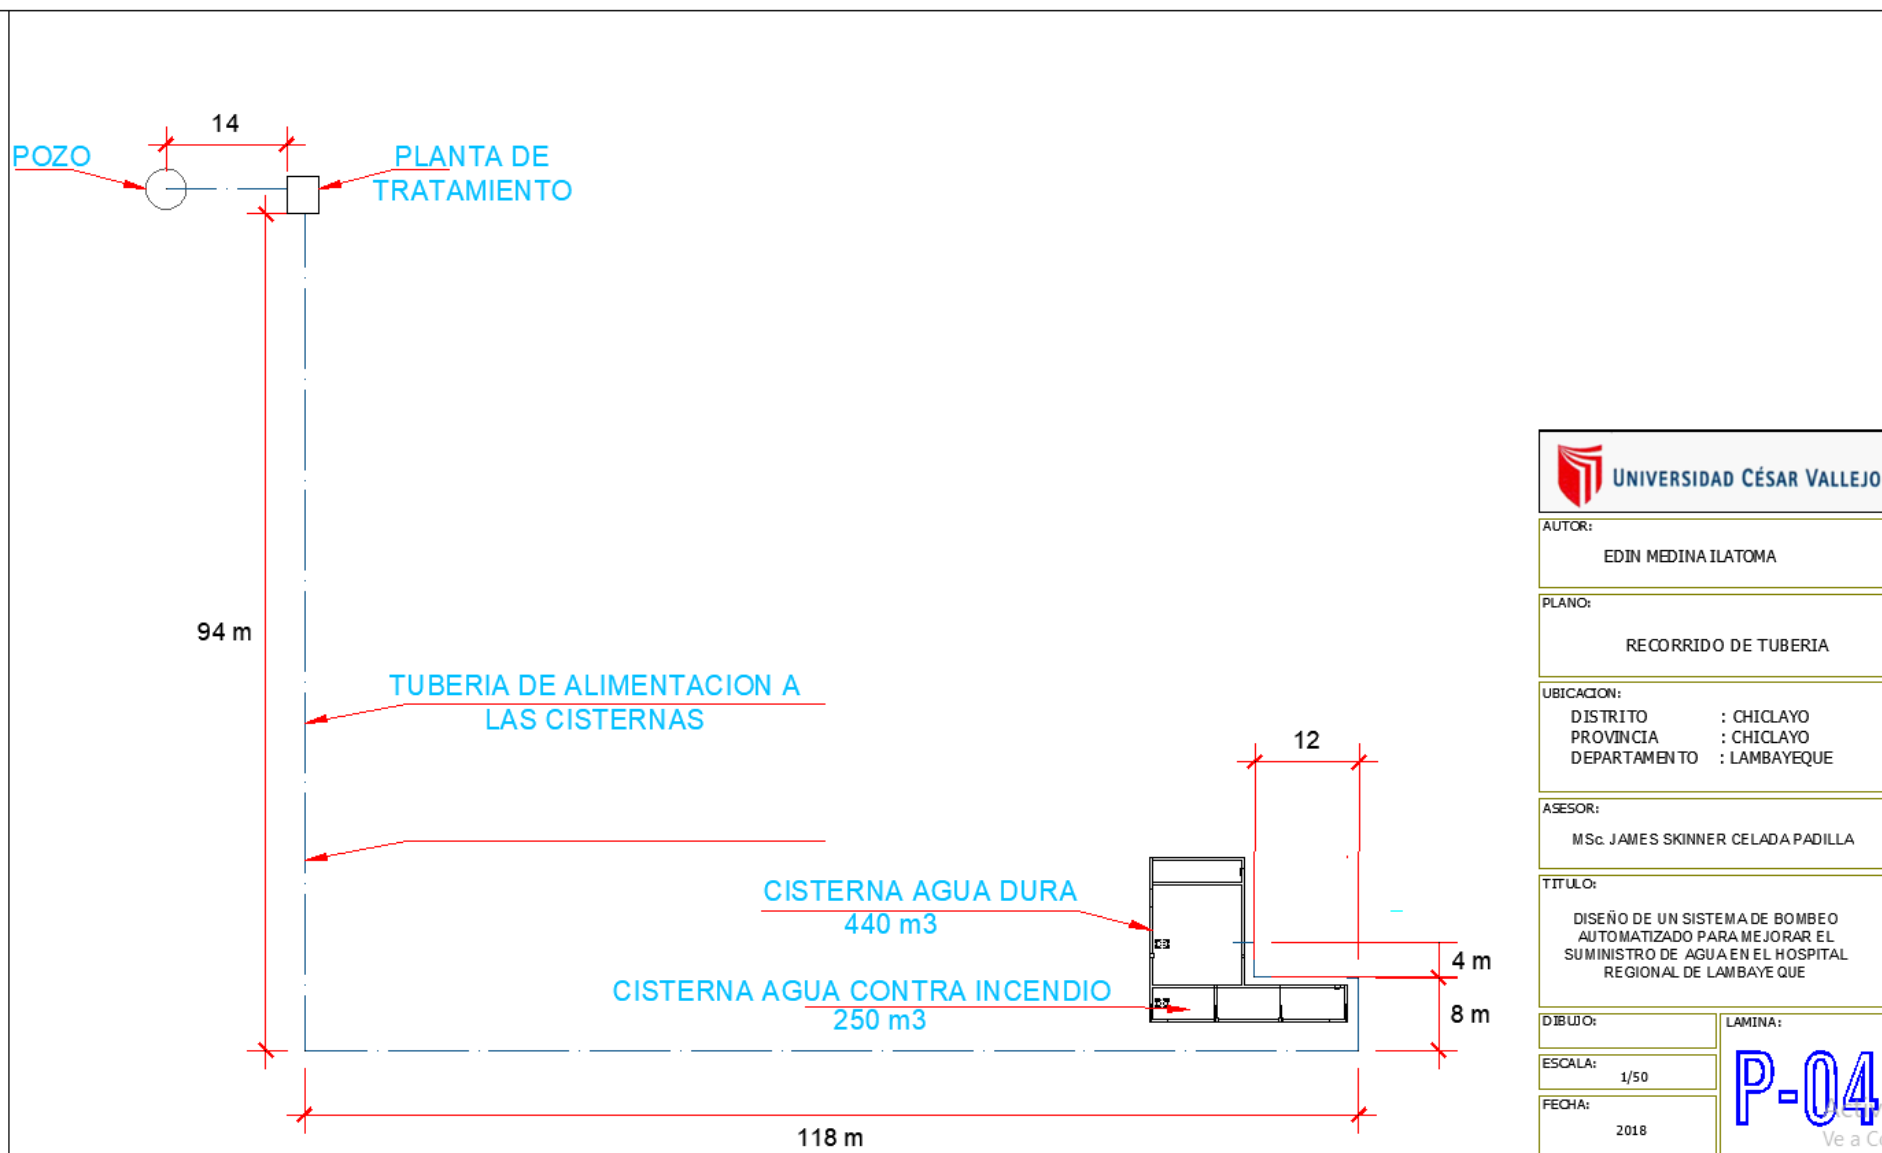 14
POZO
PLANTA DE
TRATAMIENTO
94 m
TUBERIA DE ALIMENTACION A
LAS CISTERNAS
12
CISTERNA AGUA DURA
440 m3
4 m
CISTERNA AGUA CONTRA INCENDIO
250 m3
8 m
118 m
UNIVERSIDAD CÉSAR VALLEJO
AUTOR:
EDIN MEDINA ILATOMA
PLANO:
RECORRIDO DE TUBERIA
UBICACION:
DISTRITO : CHICLAYO
PROVINCIA : CHICLAYO
DEPARTAMENTO : LAMBAYEQUE
ASESOR:
MSc. JAMES SKINNER CELADA PADILLA
TITULO:
DISEÑO DE UN SISTEMA DE BOMBEO
AUTOMATIZADO PARA MEJORAR EL
SUMINISTRO DE AGUA EN EL HOSPITAL
REGIONAL DE LAMBAYEQUE
DIBUJO:
LAMINA:
P-04
ESCALA:
1/50
FECHA:
2018
Ve a